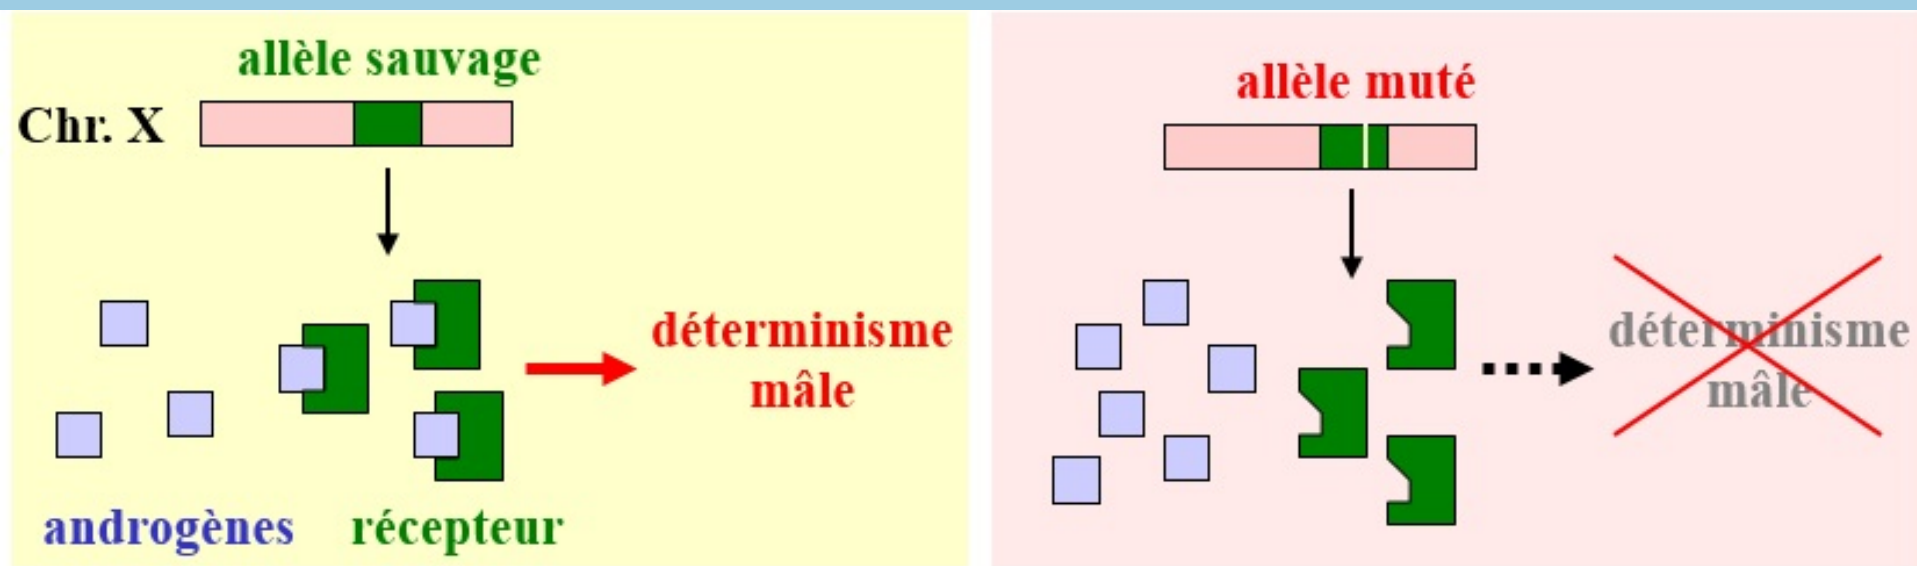 allèle sauvage
Chr. X
androgènes
récepteur
déterminisme
mâle
allèle muté
déterminisme
mâle